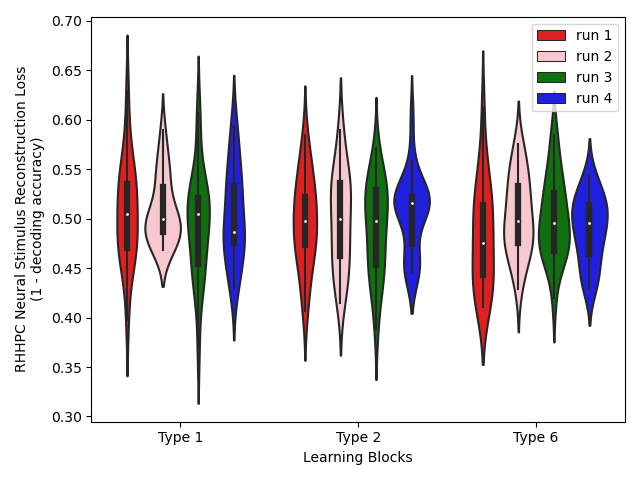 RHHPC Neural Stimulus Reconstruction Loss
(1 - decoding accuracy)
0.70
0.65
0.60
0.55
0.50
0.45
0.40
0.35
0.30
run 1
run 2
run 3
run 4
Type 1
Type 2
Type 6
Learning Blocks